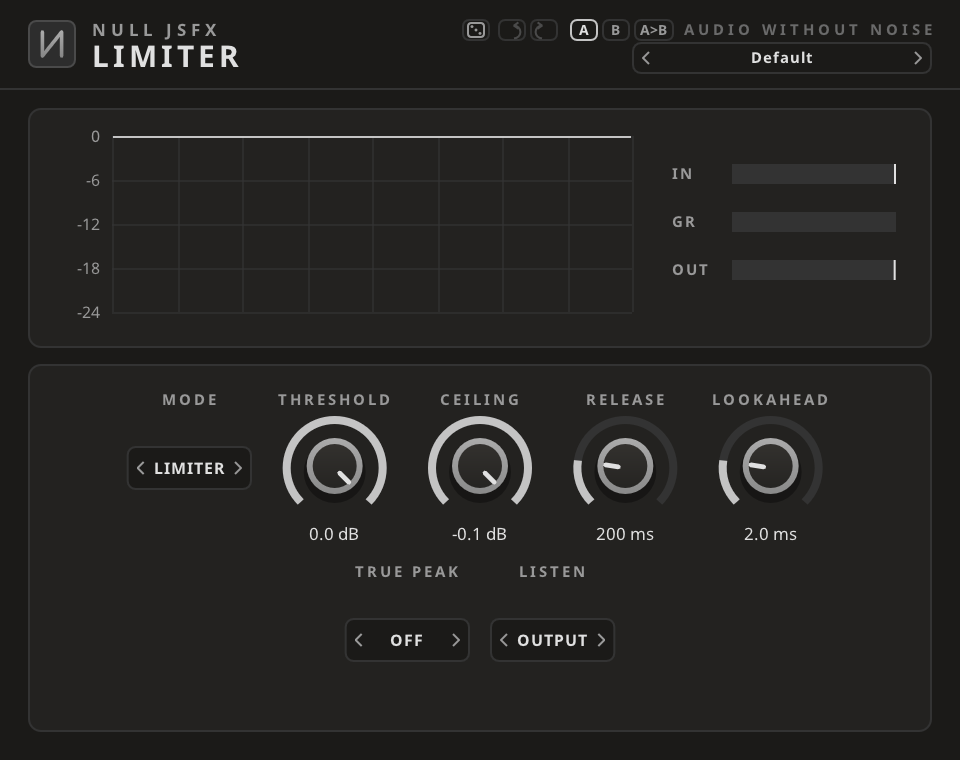 NULL JSFX
LIMITER
A B A>B AUDIO WITHOUT NOISE
Default
0
-6
-12
-18
-24
IN
GR
OUT
MODE THRESHOLD CEILING RELEASE LOOKAHEAD
LIMITER
0.0 dB -0.1 dB 200 ms 2.0 ms
TRUE PEAK LISTEN
OFF OUTPUT